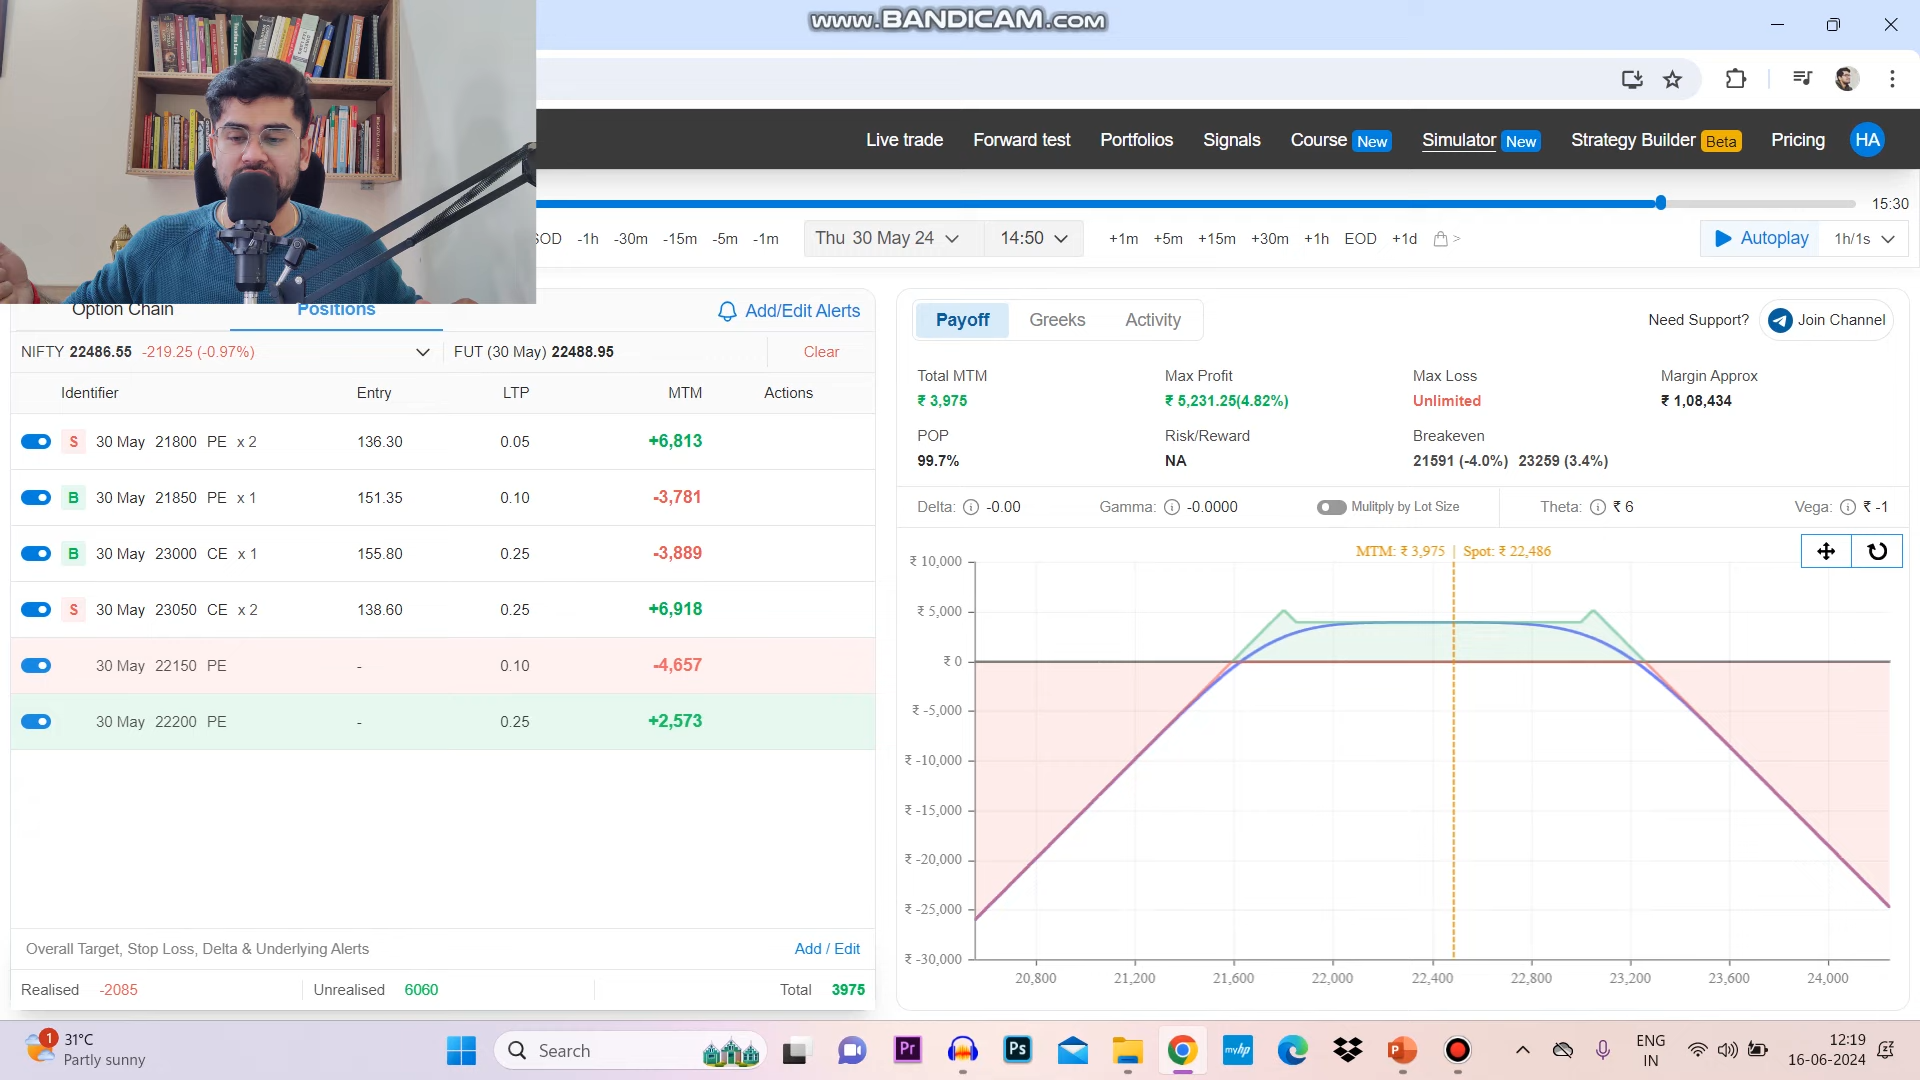 www.BANDICAM.com
Live trade Forward test Portfolios Signals Course New Simulator New Strategy Builder Beta Pricing HA
15:30
SOD -1h -30m -15m -5m -1m Thu 30 May 24 14:50 +1m +5m +15m +30m +1h EOD +1d > Autoplay 1h/1s
Option Chain Positions Add/Edit Alerts
NIFTY 22486.55 -219.25 (-0.97%) FUT (30 May) 22488.95 Clear
Identifier Entry LTP MTM Actions
S 30 May 21800 PE x 2 136.30 0.05 +6,813
B 30 May 21850 PE x 1 151.35 0.10 -3,781
B 30 May 23000 CE x 1 155.80 0.25 -3,889
S 30 May 23050 CE x 2 138.60 0.25 +6,918
30 May 22150 PE - 0.10 -4,657
30 May 22200 PE - 0.25 +2,573
Overall Target, Stop Loss, Delta & Underlying Alerts Add / Edit
Realised -2085 Unrealised 6060 Total 3975
Payoff Greeks Activity Need Support? Join Channel
Total MTM Max Profit Max Loss Margin Approx
₹ 3,975 ₹ 5,231.25(4.82%) Unlimited ₹ 1,08,434
POP Risk/Reward Breakeven
99.7% NA 21591 (-4.0%) 23259 (3.4%)
Delta: -0.00 Gamma: -0.0000 Mulitply by Lot Size Theta: ₹ 6 Vega: ₹ -1
MTM: ₹ 3,975 | Spot: ₹ 22,486
₹ 10,000
₹ 5,000
₹ 0
₹ -5,000
₹ -10,000
₹ -15,000
₹ -20,000
₹ -25,000
₹ -30,000
20,800 21,200 21,600 22,000 22,400 22,800 23,200 23,600 24,000
1 31°C
Partly sunny
Search
Pr Ps myhp P
ENG
IN
12:19
16-06-2024